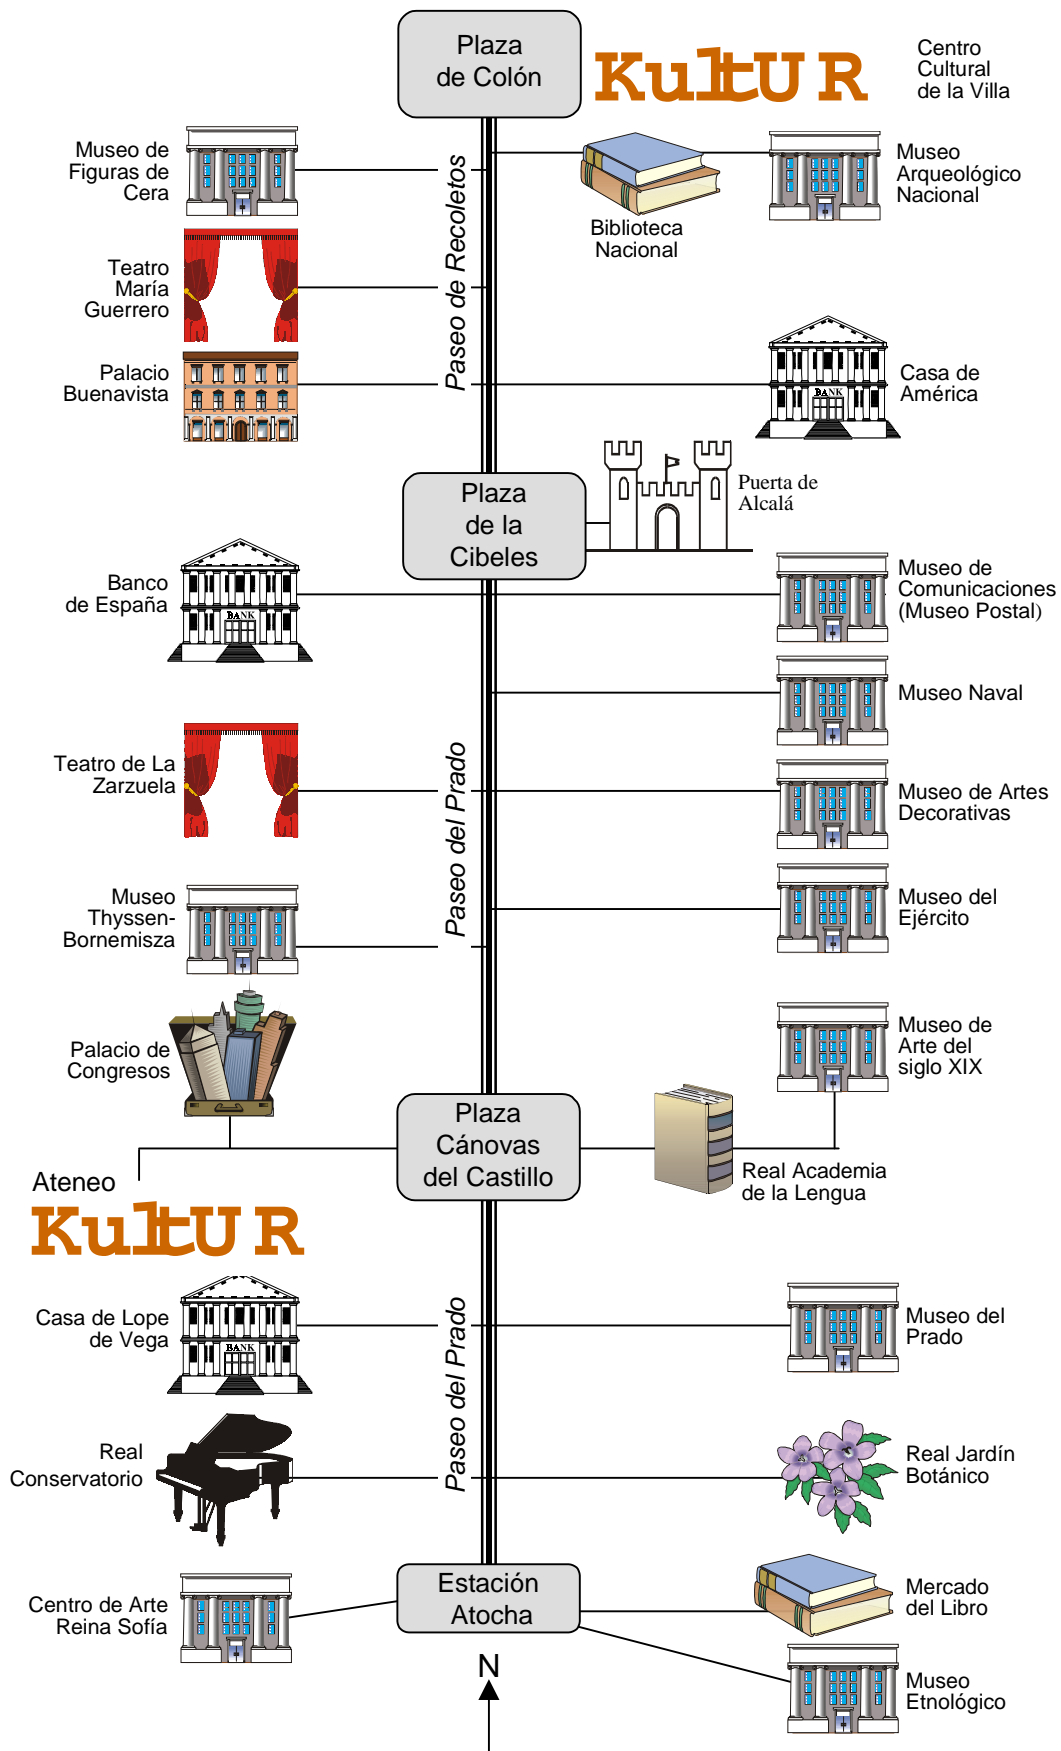 Plaza
de Colón
KultUR
Centro
Cultural
de la Villa
Museo de
Figuras de
Cera
Paseo de Recoletos
Biblioteca
Nacional
Museo
Arqueológico
Nacional
Teatro
María
Guerrero
Palacio
Buenavista
BANK
Casa de
América
Plaza
de la
Cibeles
Puerta de
Alcalá
Banco
de España
BANK
Museo de
Comunicaciones
(Museo Postal)
Museo Naval
Paseo del Prado
Teatro de La
Zarzuela
Museo de Artes
Decorativas
Museo
Thyssen-
Bornemisza
Museo del
Ejército
Palacio de
Congresos
Museo de
Arte del
siglo XIX
Plaza
Cánovas
del Castillo
Real Academia
de la Lengua
Ateneo
KultUR
Casa de Lope
de Vega
BANK
Paseo del Prado
Museo del
Prado
Real
Conservatorio
Real Jardín
Botánico
Estación
Atocha
Centro de Arte
Reina Sofía
Mercado
del Libro
Museo
Etnológico
N